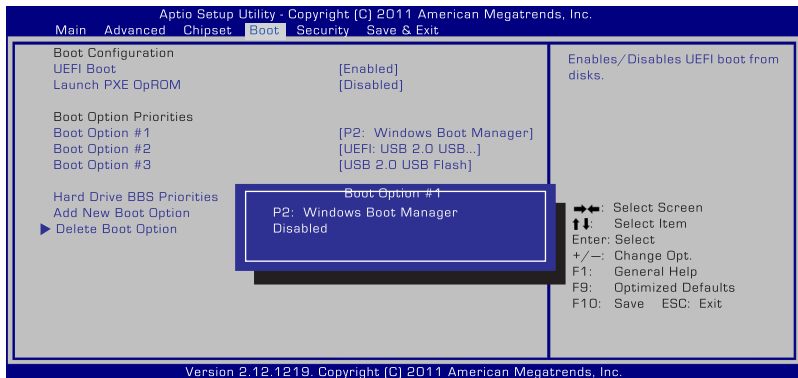 Aptio Setup Utility - Copyright (C) 2011 American Megatrends, Inc.
Main Advanced Chipset Boot Security Save & Exit
Boot Configuration
UEFI Boot [Enabled]
Launch PXE OpROM [Disabled]
Boot Option Priorities
Boot Option #1 [P2: Windows Boot Manager]
Boot Option #2 [UEFI: USB 2.0 USB...]
Boot Option #3 [USB 2.0 USB Flash]
Hard Drive BBS Priorities
Add New Boot Option
Delete Boot Option
Boot Option #1
P2: Windows Boot Manager
Disabled
Enables/Disables UEFI boot from
disks.
→←: Select Screen
↑↓: Select Item
Enter: Select
+/—: Change Opt.
F1: General Help
F9: Optimized Defaults
F10: Save ESC: Exit
Version 2.12.1219. Copyright (C) 2011 American Megatrends, Inc.